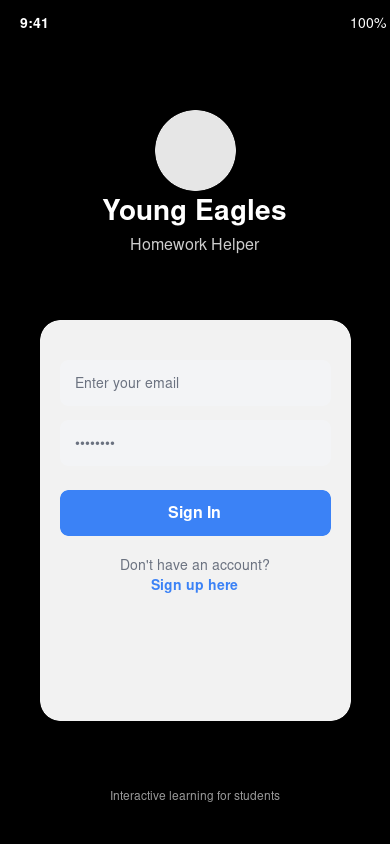 9:41
100%
Young Eagles
Homework Helper
Enter your email
••••••••
Sign In
Don't have an account?
Sign up here
Interactive learning for students